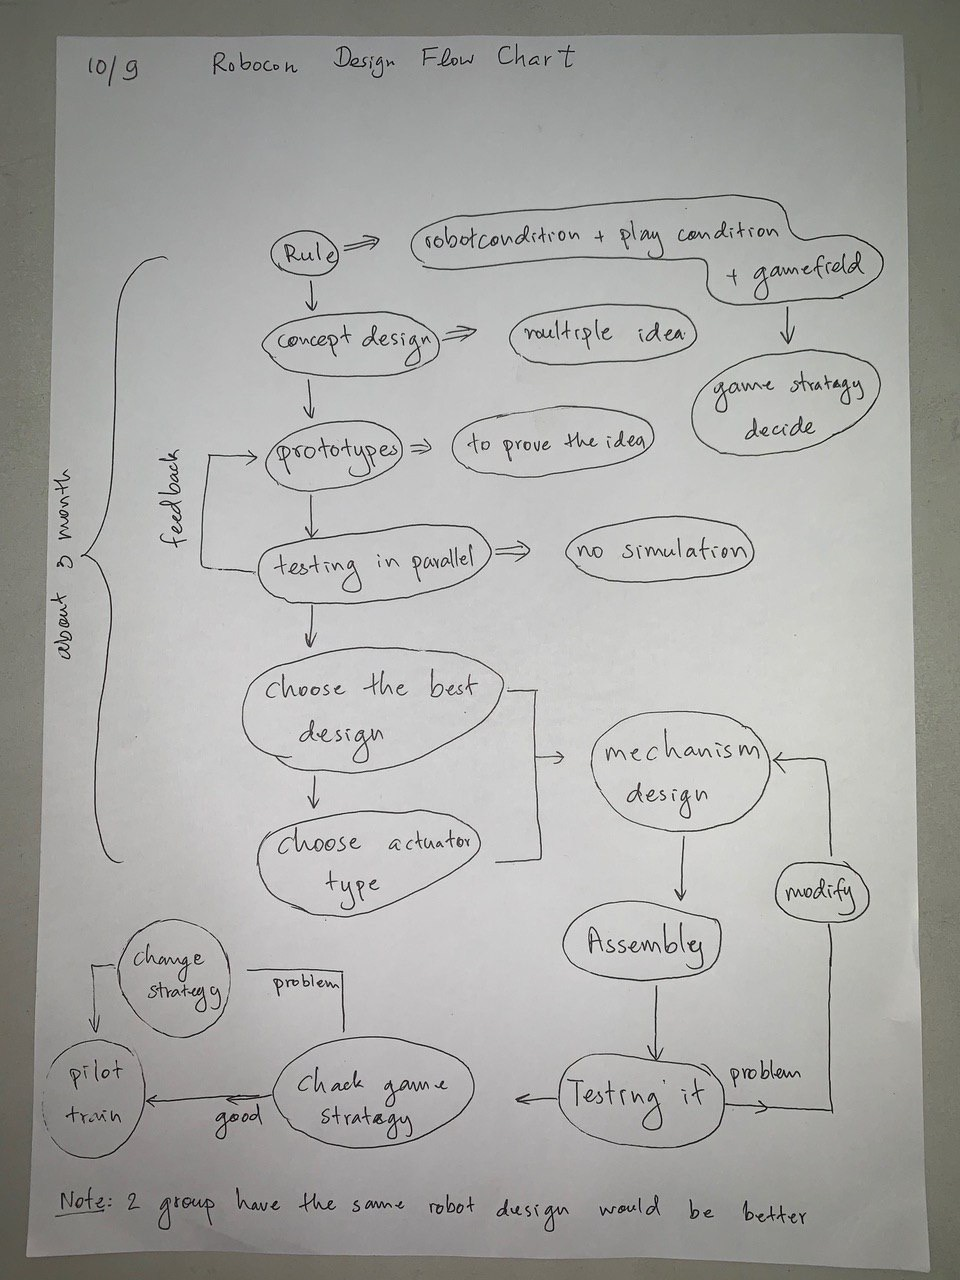 10/9 Robocon Design Flow Chart
Rule
robotcondition + play condition
+ gamefield
concept design
multiple idea
game strategy
decide
prototypes
to prove the idea
feedback
about 3 month
testing in parallel
no simulation
choose the best
design
mechanism
design
choose actuator
type
modify
Assembly
change
strategy
problem
pilot
train
good
Chack game
strategy
Testing it
problem
Note: 2 group have the same robot design would be better